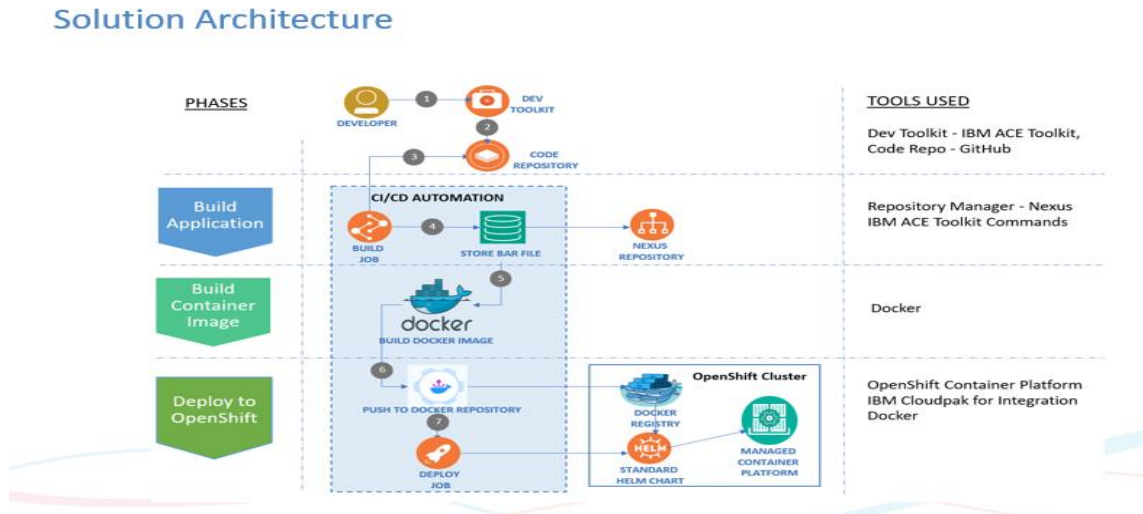 Solution Architecture
PHASES
TOOLS USED
1
DEVELOPER
DEV
TOOLKIT
2
3
CODE
REPOSITORY
Dev Toolkit - IBM ACE Toolkit,
Code Repo - GitHub
Build
Application
CI/CD AUTOMATION
BUILD
JOB
4
STORE BAR FILE
NEXUS
REPOSITORY
Repository Manager - Nexus
IBM ACE Toolkit Commands
Build
Container
Image
5
docker
BUILD DOCKER IMAGE
Docker
Deploy to
OpenShift
6
PUSH TO DOCKER REPOSITORY
7
DEPLOY
JOB
OpenShift Cluster
DOCKER
REGISTRY
HELM
STANDARD
HELM CHART
MANAGED
CONTAINER
PLATFORM
OpenShift Container Platform
IBM Cloudpak for Integration
Docker